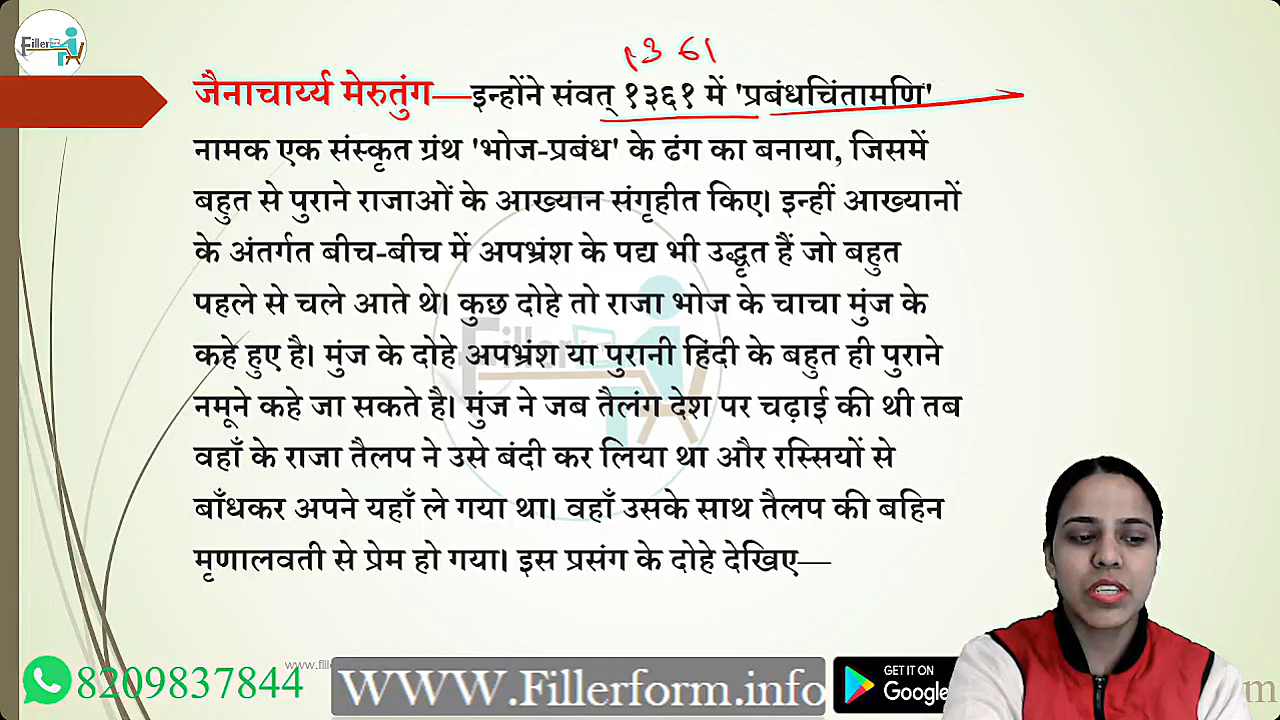 Fillerform
१३ ६१
जैनाचार्य्य मेरुतुंग—इन्होंने संवत् १३६१ में 'प्रबंधचिंतामणि'
नामक एक संस्कृत ग्रंथ 'भोज-प्रबंध' के ढंग का बनाया, जिसमें
बहुत से पुराने राजाओं के आख्यान संगृहीत किए। इन्हीं आख्यानों
के अंतर्गत बीच-बीच में अपभ्रंश के पद्य भी उद्धृत हैं जो बहुत
पहले से चले आते थे। कुछ दोहे तो राजा भोज के चाचा मुंज के
कहे हुए है। मुंज के दोहे अपभ्रंश या पुरानी हिंदी के बहुत ही पुराने
नमूने कहे जा सकते है। मुंज ने जब तैलंग देश पर चढ़ाई की थी तब
वहाँ के राजा तैलप ने उसे बंदी कर लिया था और रस्सियों से
बाँधकर अपने यहाँ ले गया था। वहाँ उसके साथ तैलप की बहिन
मृणालवती से प्रेम हो गया। इस प्रसंग के दोहे देखिए—
8209837844
WWW.Fillerform.info
GET IT ON
Google